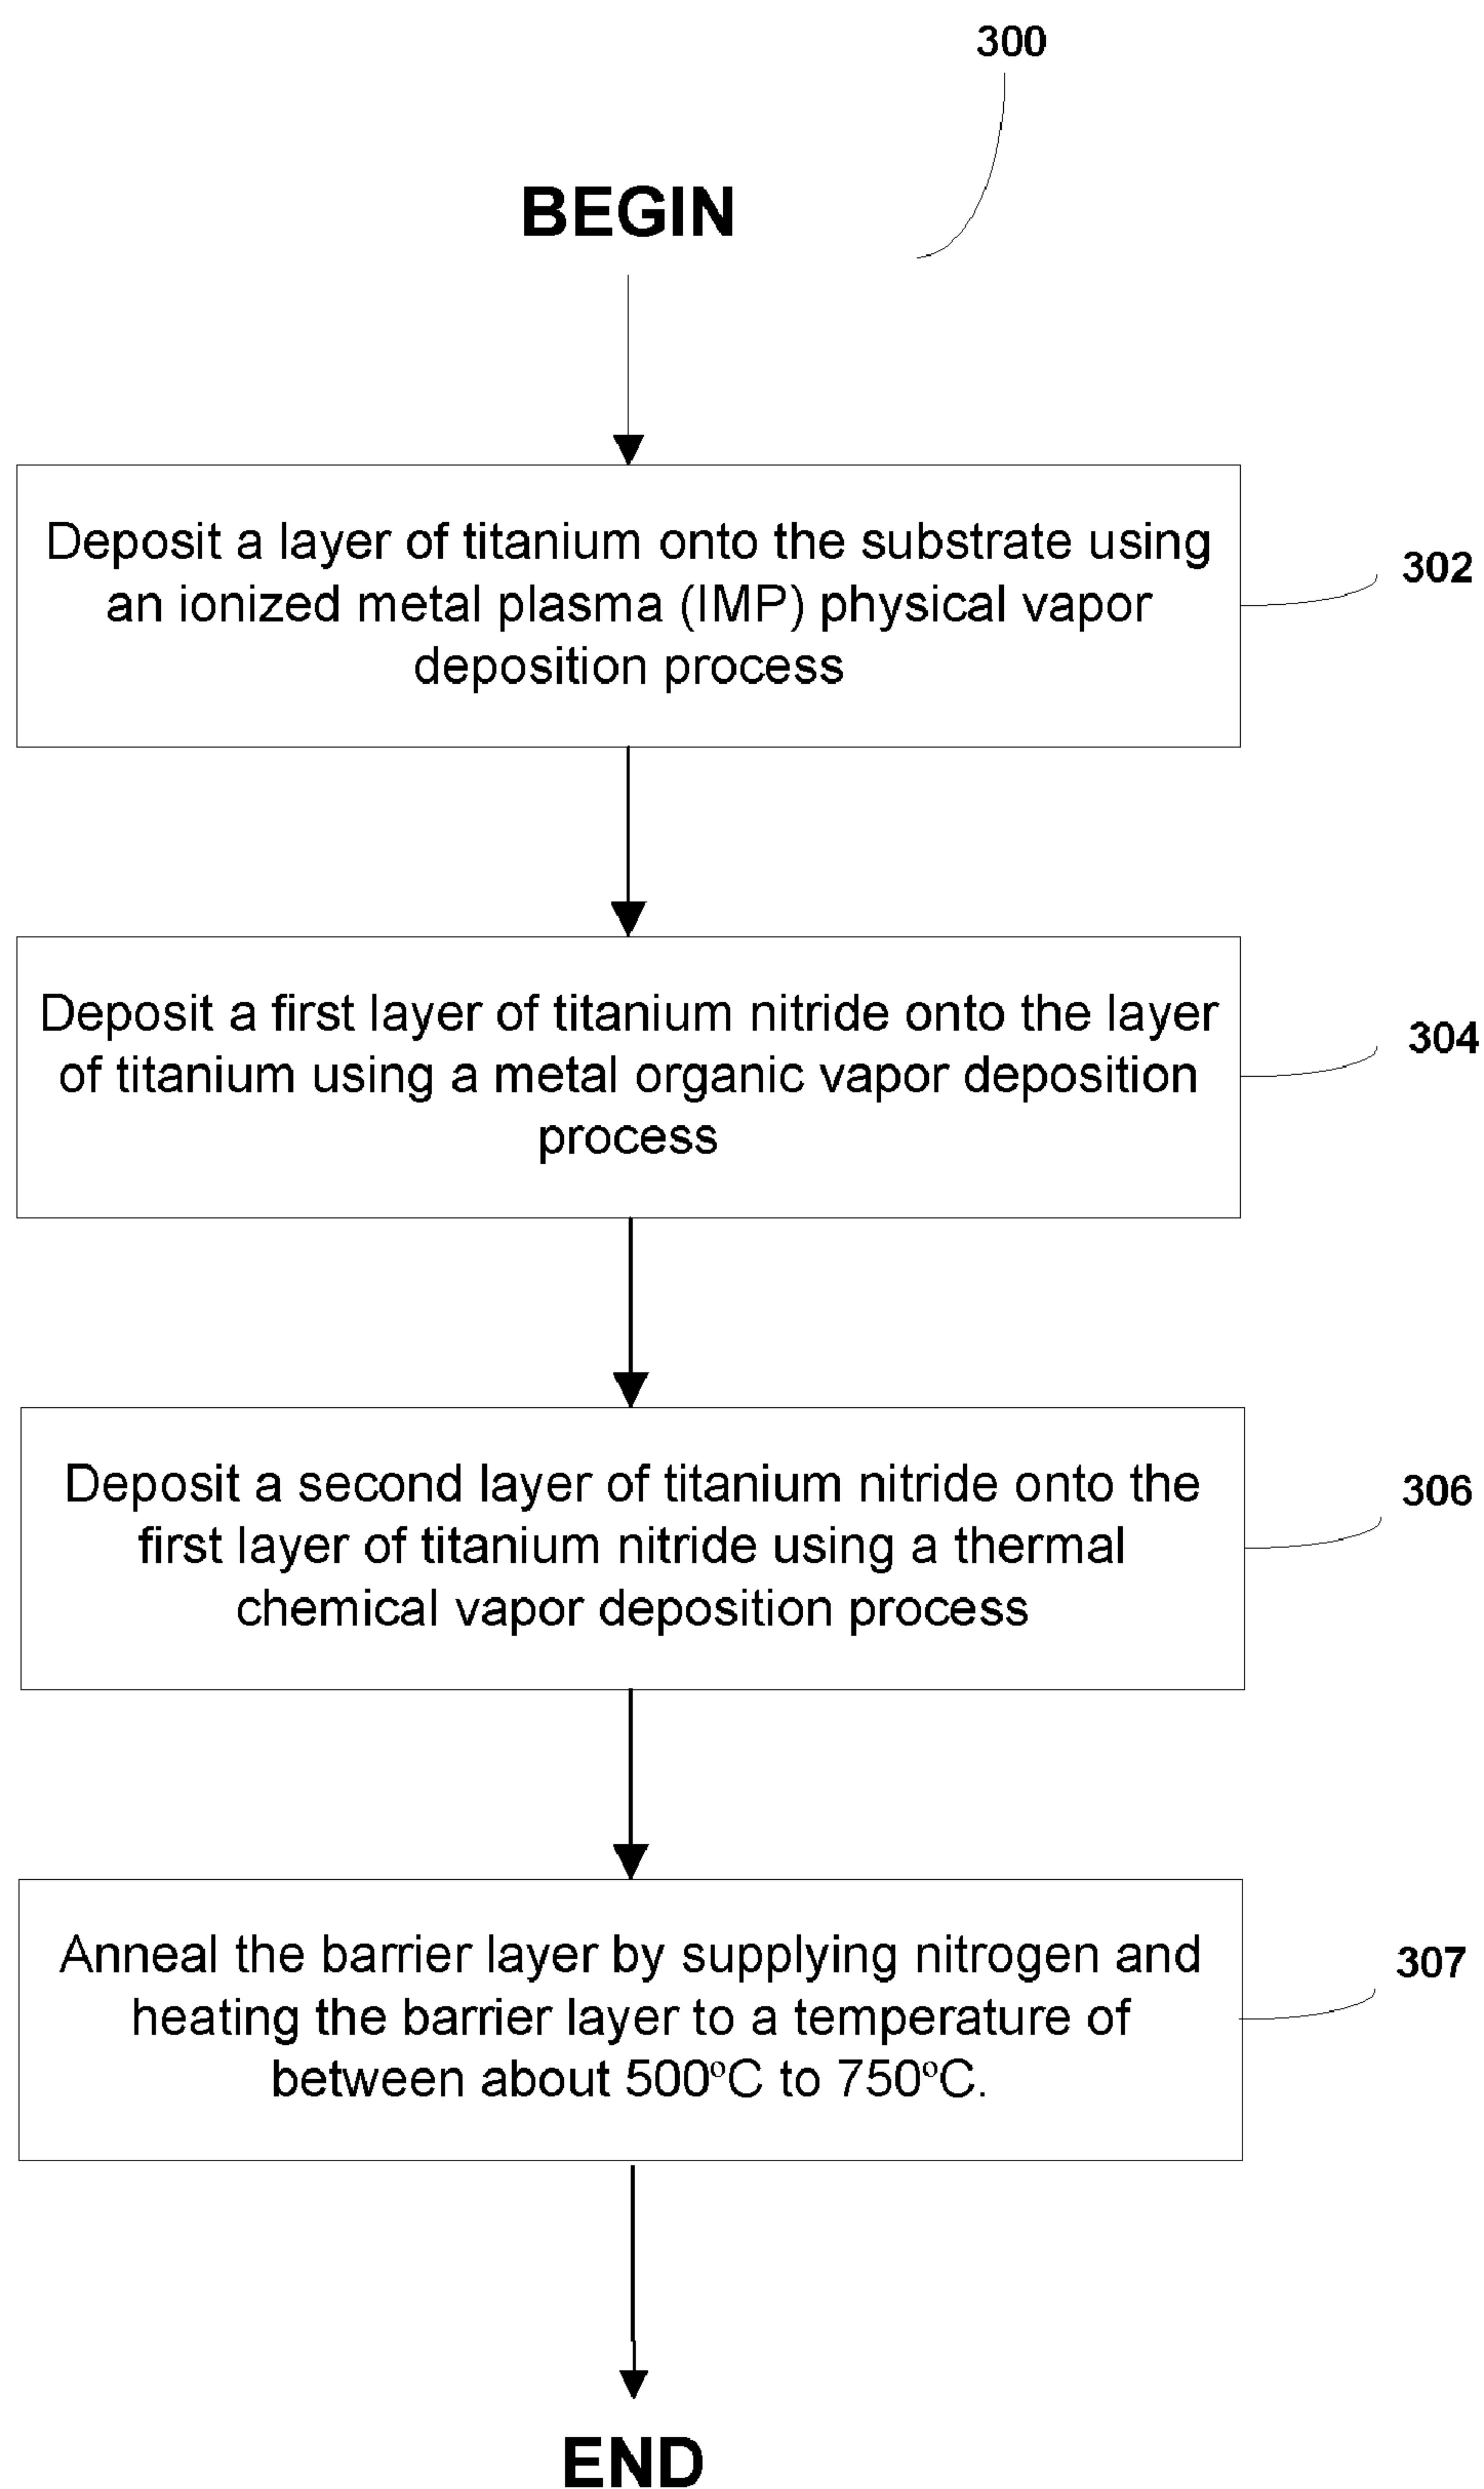 300
BEGIN
Deposit a layer of titanium onto the substrate using
an ionized metal plasma (IMP) physical vapor
deposition process
302
Deposit a first layer of titanium nitride onto the layer
of titanium using a metal organic vapor deposition
process
304
Deposit a second layer of titanium nitride onto the
first layer of titanium nitride using a thermal
chemical vapor deposition process
306
Anneal the barrier layer by supplying nitrogen and
heating the barrier layer to a temperature of
between about 500ºC to 750ºC.
307
END